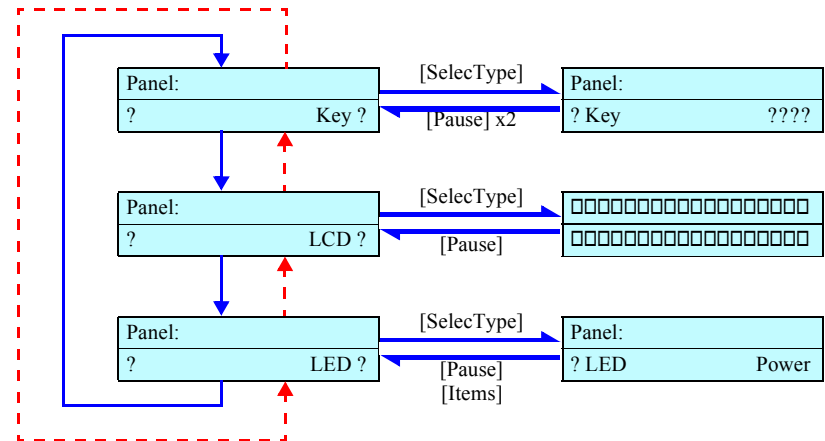 [SelecType]
Panel:
Panel:
? Key ?
? Key ????
[Pause] x2
[SelecType]
Panel:
□□□□□□□□□□□□□□□□□□
? LCD ?
□□□□□□□□□□□□□□□□□□
[Pause]
[SelecType]
Panel:
Panel:
? LED ?
? LED Power
[Pause]
[Items]